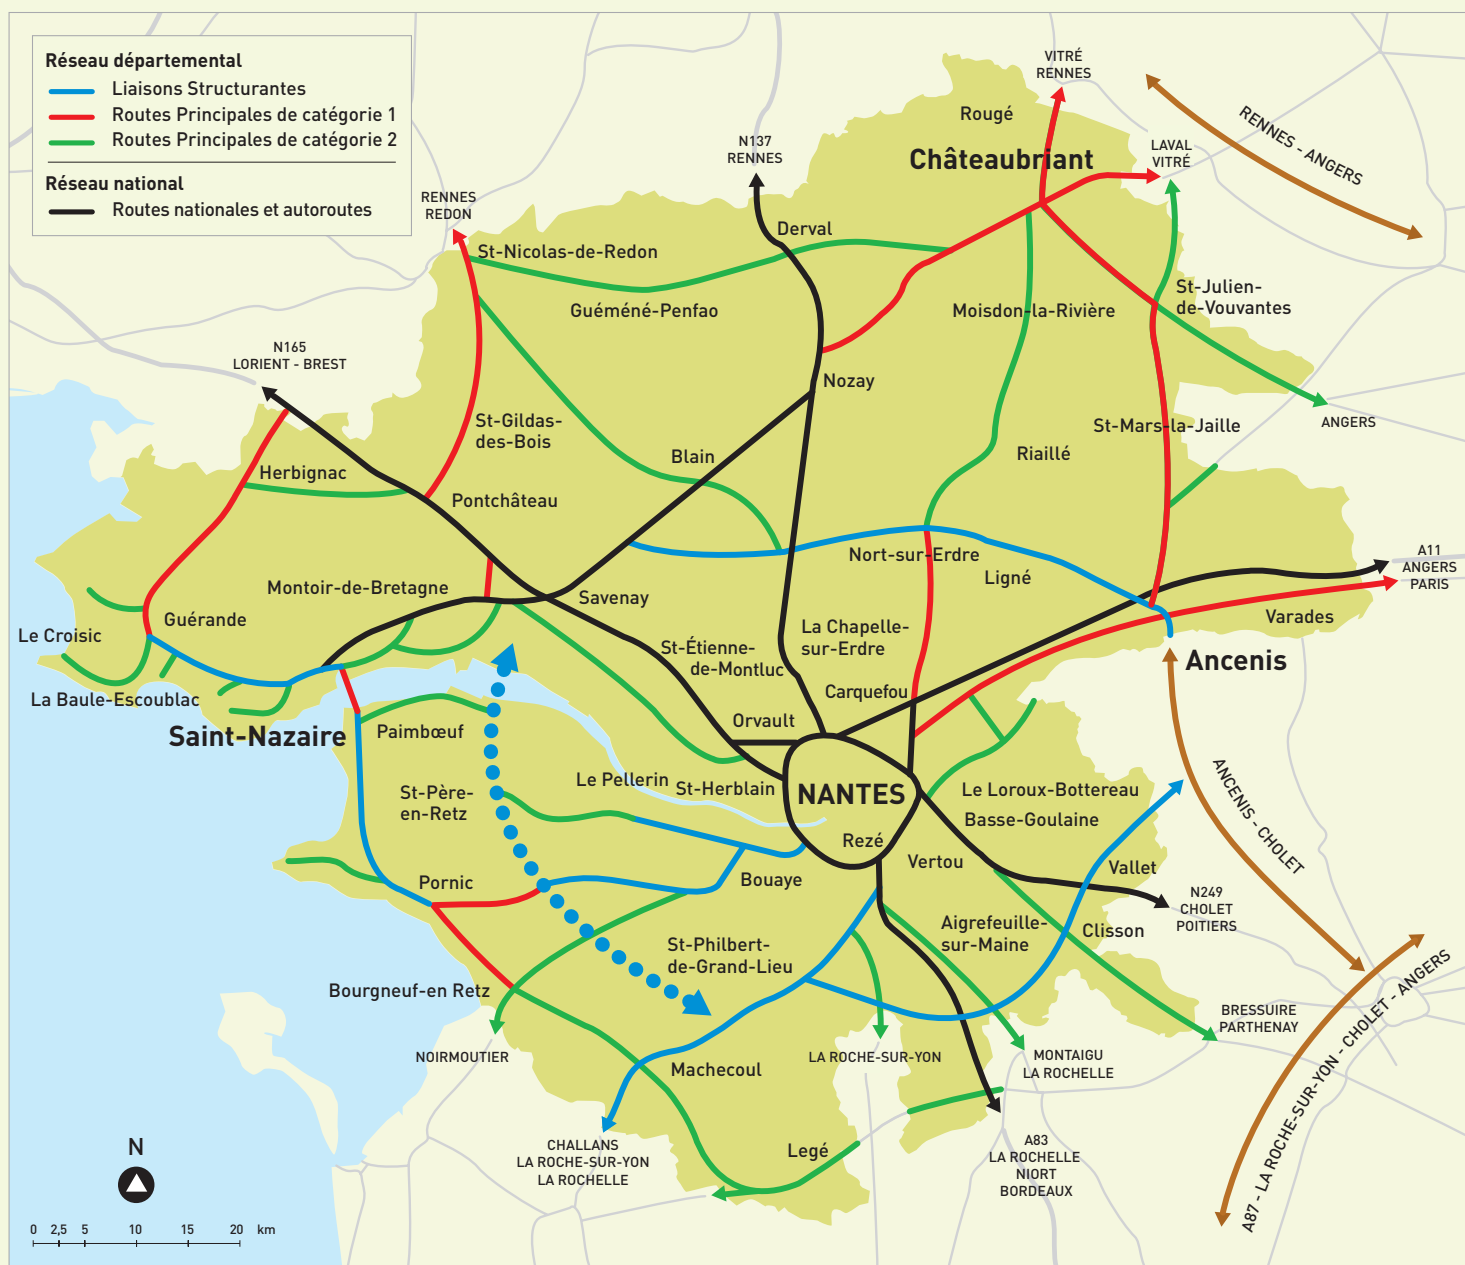 Réseau départemental
Liaisons Structurantes
Routes Principales de catégorie 1
Routes Principales de catégorie 2
Réseau national
Routes nationales et autoroutes
VITRÉ
RENNES
Rougé
RENNES - ANGERS
N137
RENNES
Châteaubriant
LAVAL
VITRÉ
RENNES
REDON
Derval
St-Nicolas-de-Redon
St-Julien-
de-Vouvantes
Guéméné-Penfao
Moisdon-la-Rivière
N165
LORIENT - BREST
Nozay
St-Gildas-
des-Bois
St-Mars-la-Jaille
ANGERS
Blain
Riaillé
Herbignac
Pontchâteau
Nort-sur-Erdre
Ligné
A11
ANGERS
PARIS
Montoir-de-Bretagne
Savenay
Guérande
Varades
Le Croisic
La Chapelle-
sur-Erdre
St-Étienne-
de-Montluc
Ancenis
La Baule-Escoublac
Carquefou
Saint-Nazaire
Paimbœuf
Orvault
ANCENIS - CHOLET
Le Pellerin
St-Herblain
NANTES
Le Loroux-Bottereau
St-Père-
en-Retz
Basse-Goulaine
Rezé
Vertou
Vallet
Pornic
Bouaye
N249
CHOLET
POITIERS
Aigrefeuille-
sur-Maine
Clisson
St-Philbert-
de-Grand-Lieu
Bourgneuf-en Retz
BRESSUIRE
PARTHENAY
A87 - LA ROCHE-SUR-YON - CHOLET - ANGERS
NOIRMOUTIER
Machecoul
LA ROCHE-SUR-YON
MONTAIGU
LA ROCHELLE
CHALLANS
LA ROCHE-SUR-YON
LA ROCHELLE
Legé
A83
LA ROCHELLE
NIORT
BORDEAUX
N
0 2,5 5 10 15 20 km